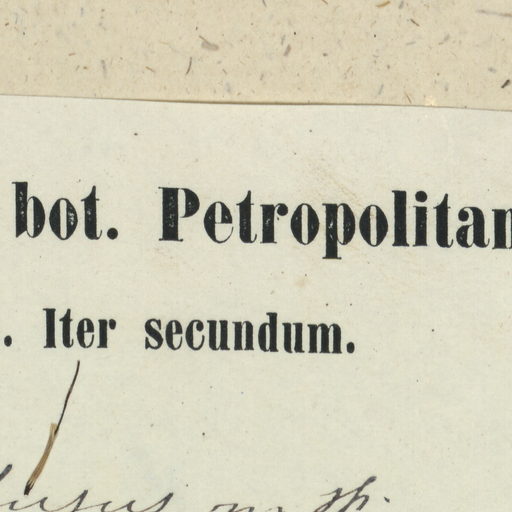 bot. Petropolitan
. Iter secundum.